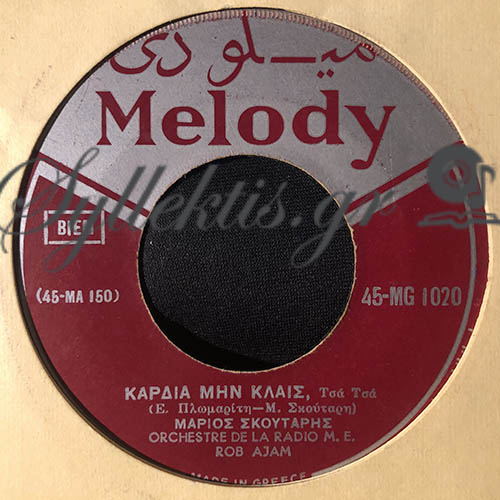 ميلودى
Melody
Syllektis.gr
BIEM
(45-MA 150)
45-MG 1020
ΚΑΡΔΙΑ ΜΗΝ ΚΛΑΙΣ, Τσά Τσά
(Ε. Πλωμαρίτη—Μ. Σκούταρη)
ΜΑΡΙΟΣ ΣΚΟΥΤΑΡΗΣ
ORCHESTRE DE LA RADIO M. E.
ROB AJAM
MADE IN GREECE